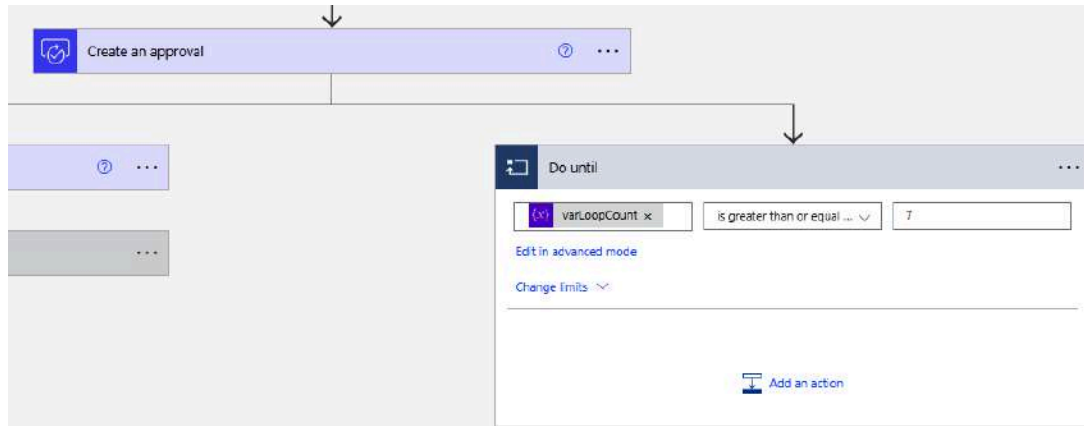 Create an approval
Do until
{x} varLoopCount ×
is greater than or equal ...
7
Edit in advanced mode
Change limits
Add an action